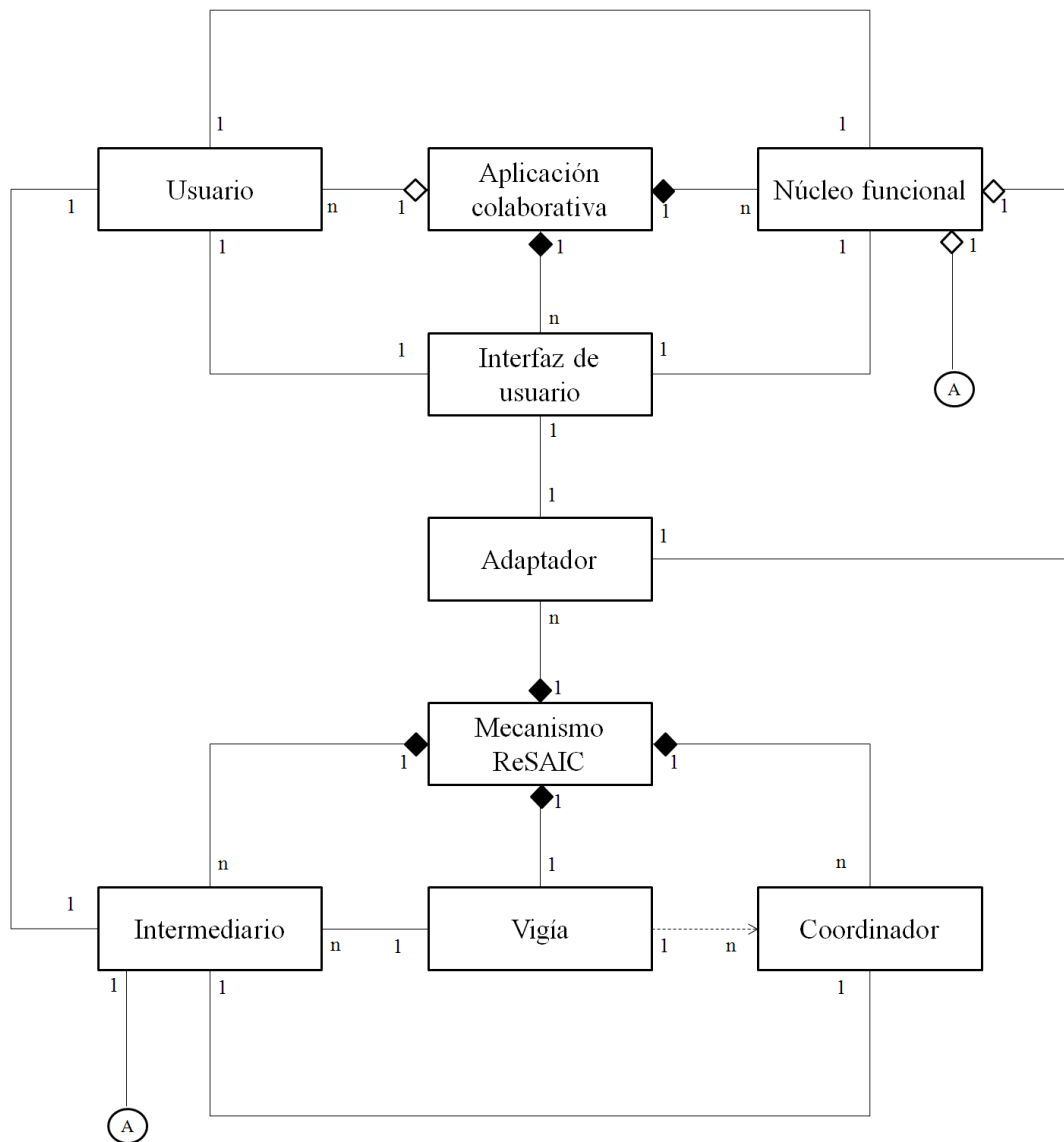 1
1
Usuario
Aplicación
colaborativa
Núcleo funcional
1
n
1
1
n
1
1
1
1
1
n
1
Interfaz de
usuario
1
A
1
1
Adaptador
1
n
1
Mecanismo
ReSAIC
1
1
1
n
1
n
1
Intermediario
Vigía
Coordinador
n
1
1
n
1
1
1
A